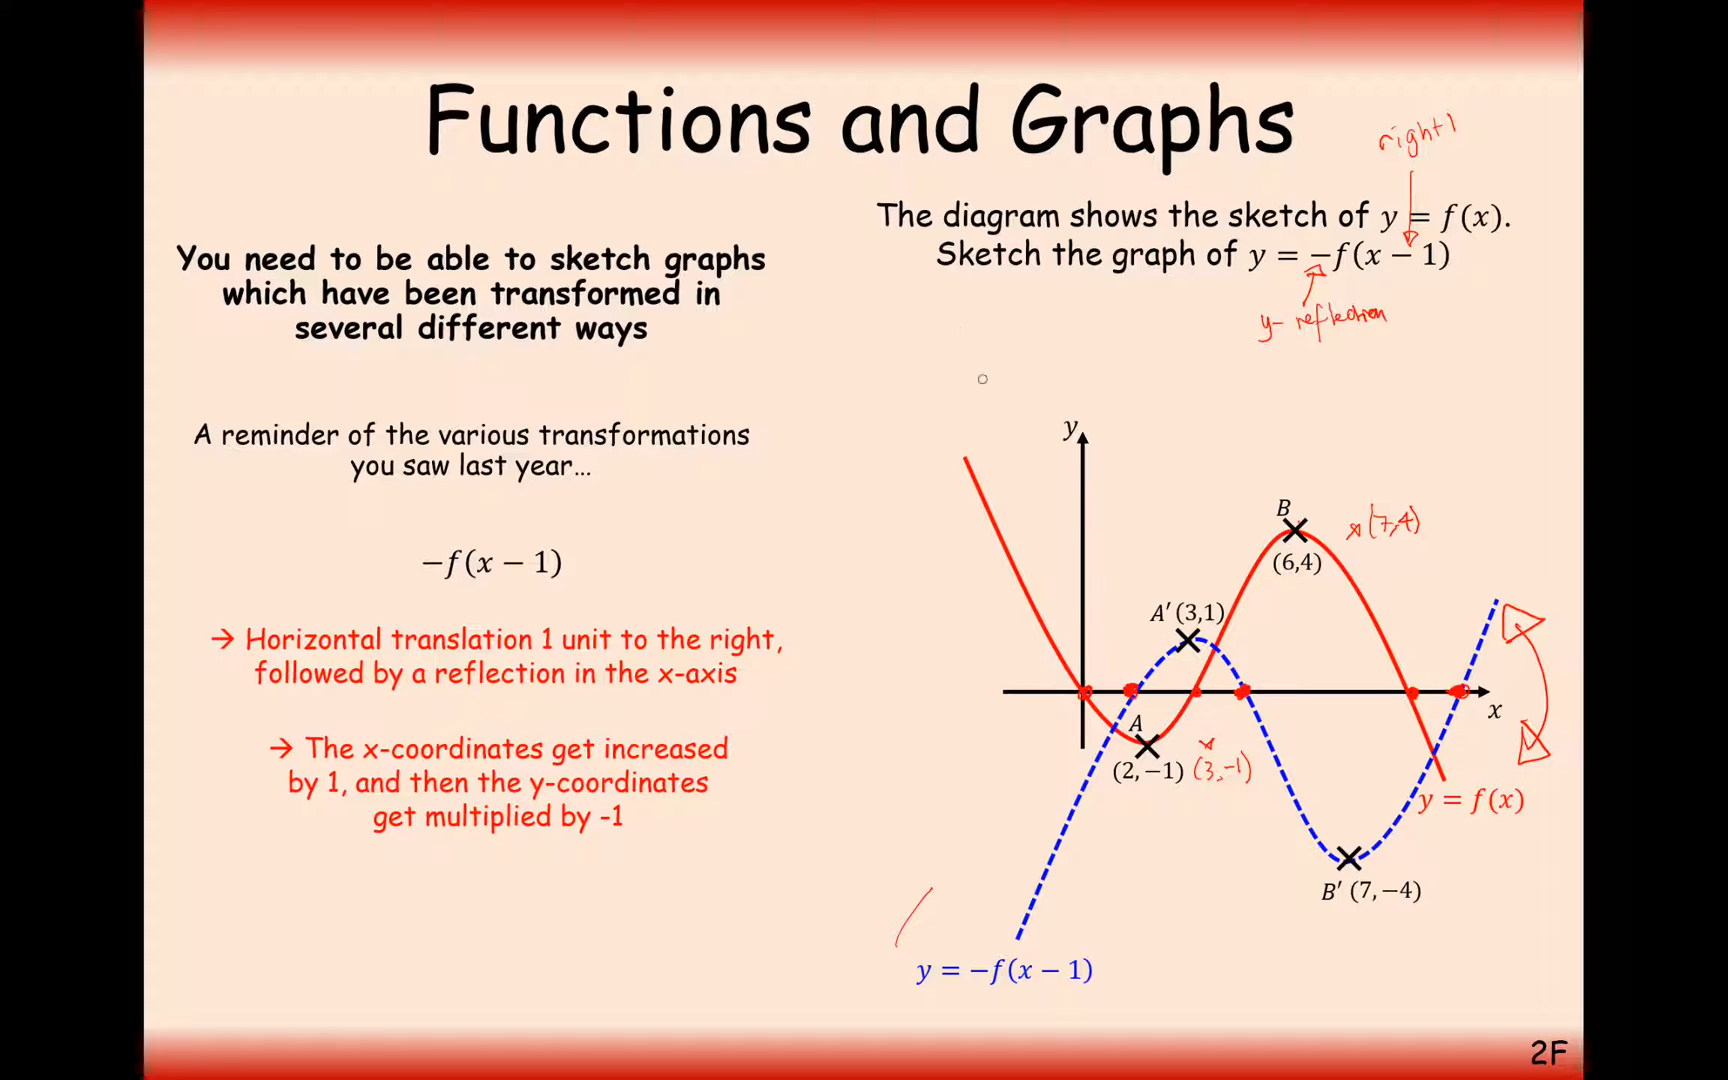 Functions and Graphs
right 1
The diagram shows the sketch of y = f(x).
Sketch the graph of y = −f(x − 1)
y- reflection
You need to be able to sketch graphs
which have been transformed in
several different ways
A reminder of the various transformations
you saw last year…
−f(x − 1)
→ Horizontal translation 1 unit to the right,
followed by a reflection in the x-axis
→ The x-coordinates get increased
by 1, and then the y-coordinates
get multiplied by -1
y
B
(6,4)
x (7,4)
A′ (3,1)
x
A
(2, −1)
x
(3,-1)
y = f(x)
B′ (7, −4)
y = −f(x − 1)
2F